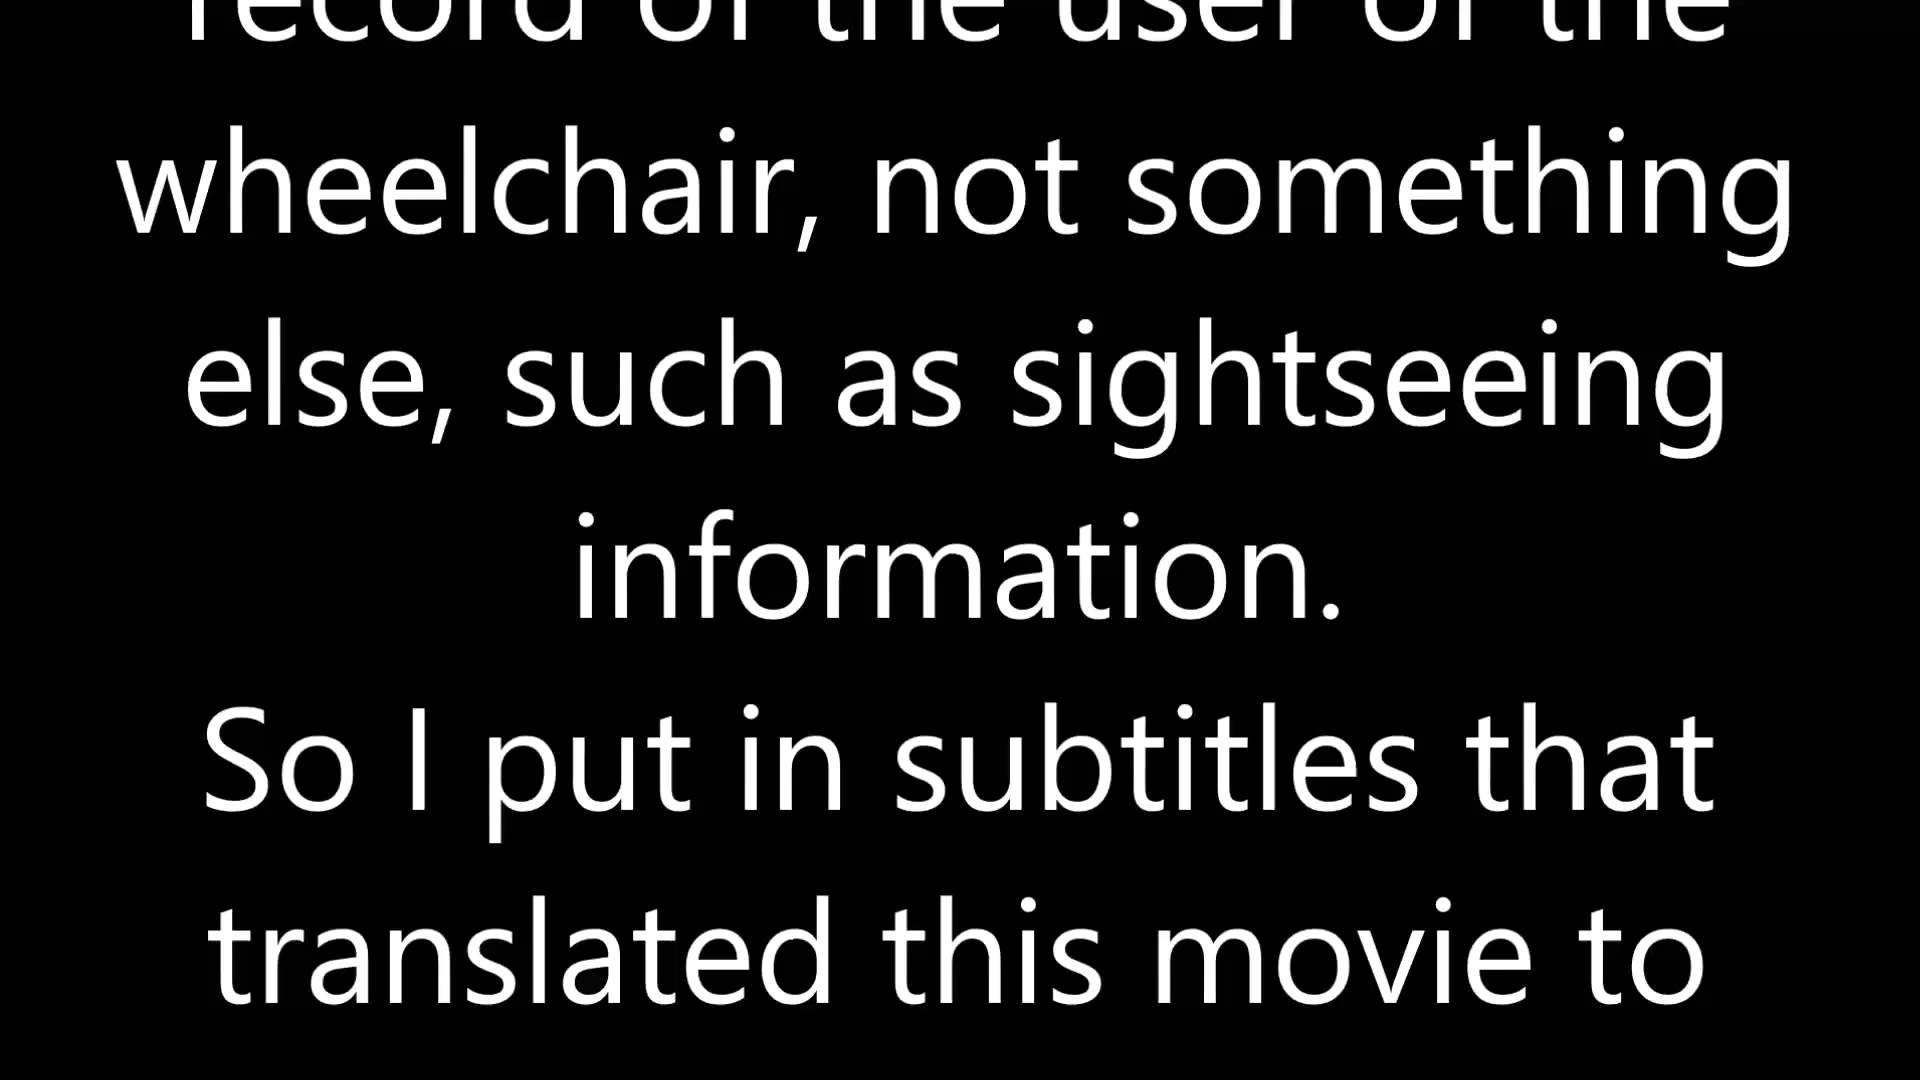 record of the user of the
wheelchair, not something
else, such as sightseeing
information.
So I put in subtitles that
translated this movie to